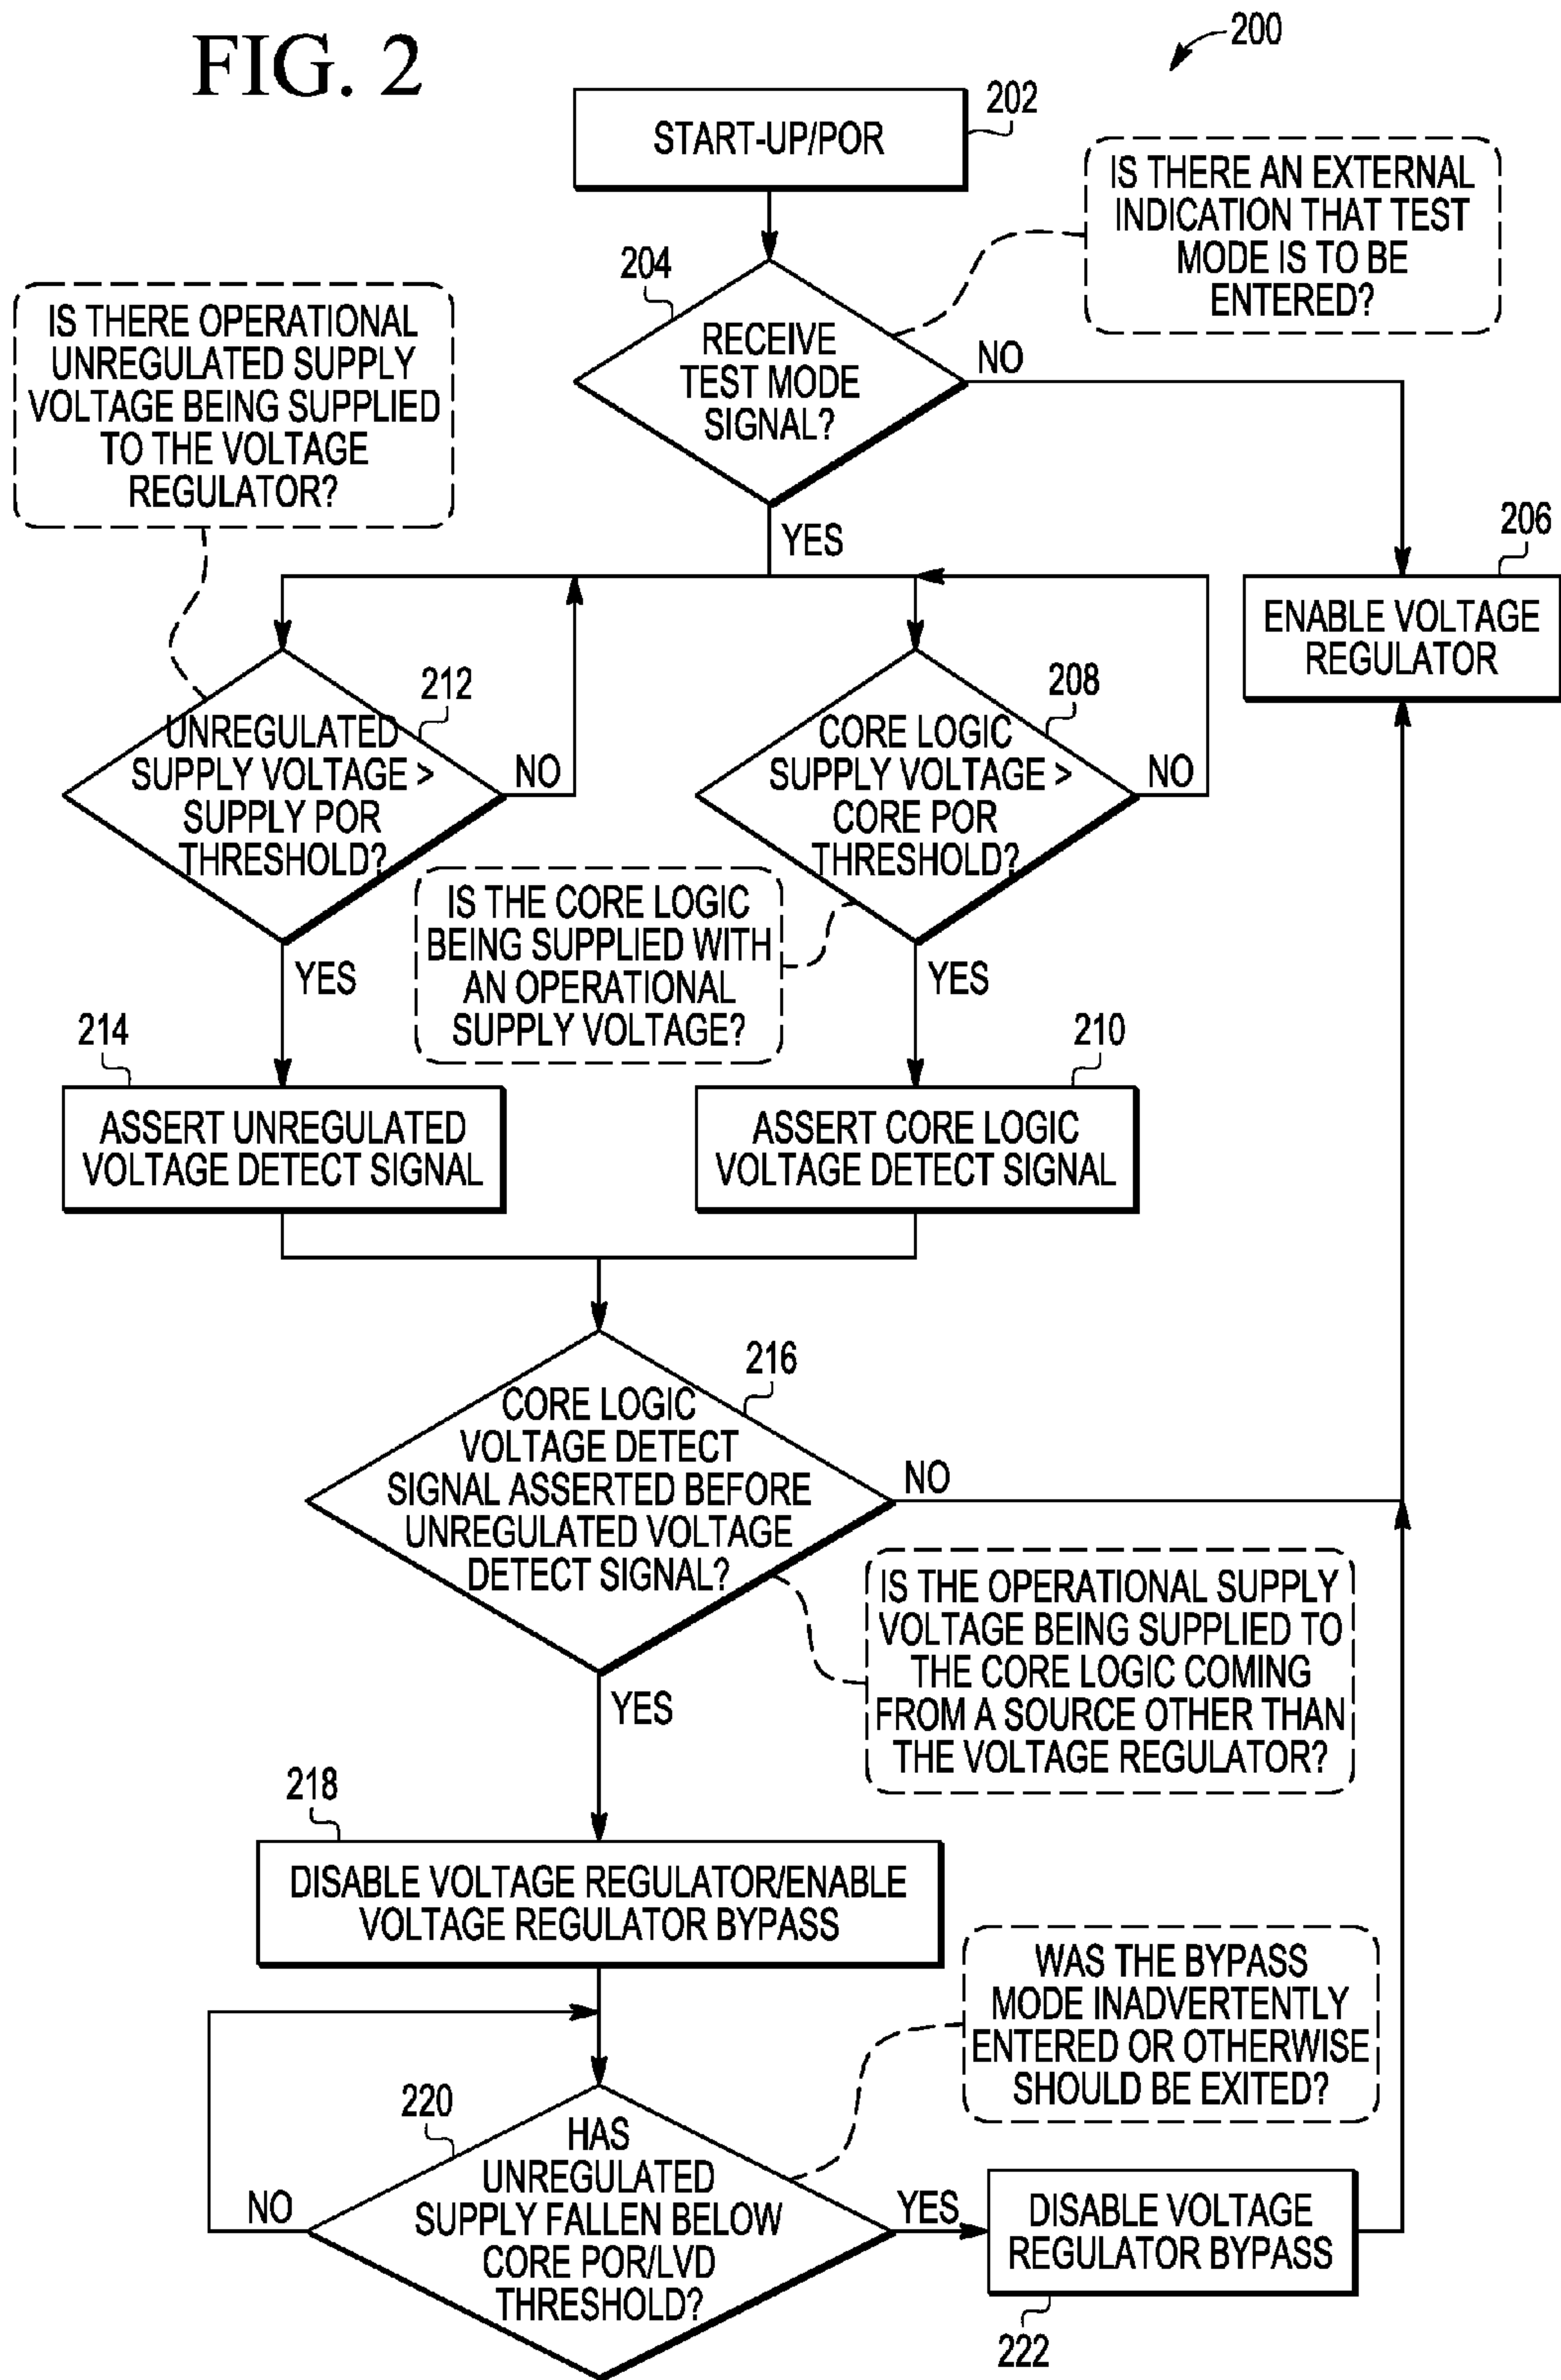 FIG. 2
200
202
START-UP/POR
IS THERE AN EXTERNAL
INDICATION THAT TEST
MODE IS TO BE
ENTERED?
204
RECEIVE
TEST MODE
SIGNAL?
NO
YES
IS THERE OPERATIONAL
UNREGULATED SUPPLY
VOLTAGE BEING SUPPLIED
TO THE VOLTAGE
REGULATOR?
206
ENABLE VOLTAGE
REGULATOR
212
UNREGULATED
SUPPLY VOLTAGE >
SUPPLY POR
THRESHOLD?
NO
YES
208
CORE LOGIC
SUPPLY VOLTAGE >
CORE POR
THRESHOLD?
NO
YES
IS THE CORE LOGIC
BEING SUPPLIED WITH
AN OPERATIONAL
SUPPLY VOLTAGE?
214
ASSERT UNREGULATED
VOLTAGE DETECT SIGNAL
210
ASSERT CORE LOGIC
VOLTAGE DETECT SIGNAL
216
CORE LOGIC
VOLTAGE DETECT
SIGNAL ASSERTED BEFORE
UNREGULATED VOLTAGE
DETECT SIGNAL?
NO
YES
IS THE OPERATIONAL SUPPLY
VOLTAGE BEING SUPPLIED TO
THE CORE LOGIC COMING
FROM A SOURCE OTHER THAN
THE VOLTAGE REGULATOR?
218
DISABLE VOLTAGE REGULATOR/ENABLE
VOLTAGE REGULATOR BYPASS
WAS THE BYPASS
MODE INADVERTENTLY
ENTERED OR OTHERWISE
SHOULD BE EXITED?
220
HAS
UNREGULATED
SUPPLY FALLEN BELOW
CORE POR/LVD
THRESHOLD?
NO
YES
DISABLE VOLTAGE
REGULATOR BYPASS
222